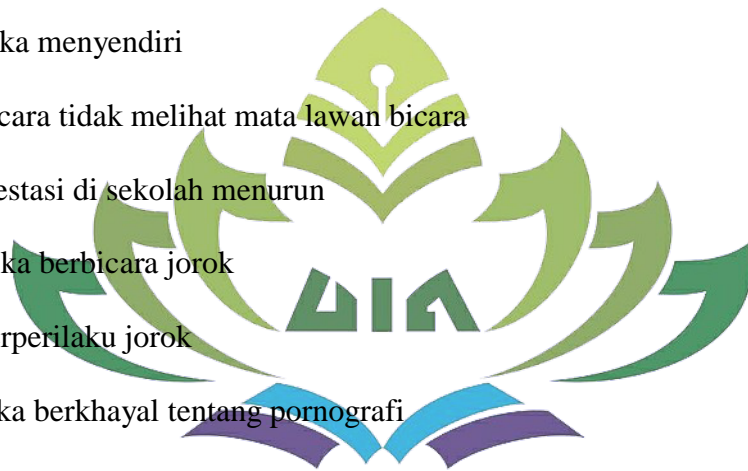 ka menyendiri
cara tidak melihat mata lawan bicara
estasi di sekolah menurun
ka berbicara jorok
rperilaku jorok
ka berkhayal tentang pornografi